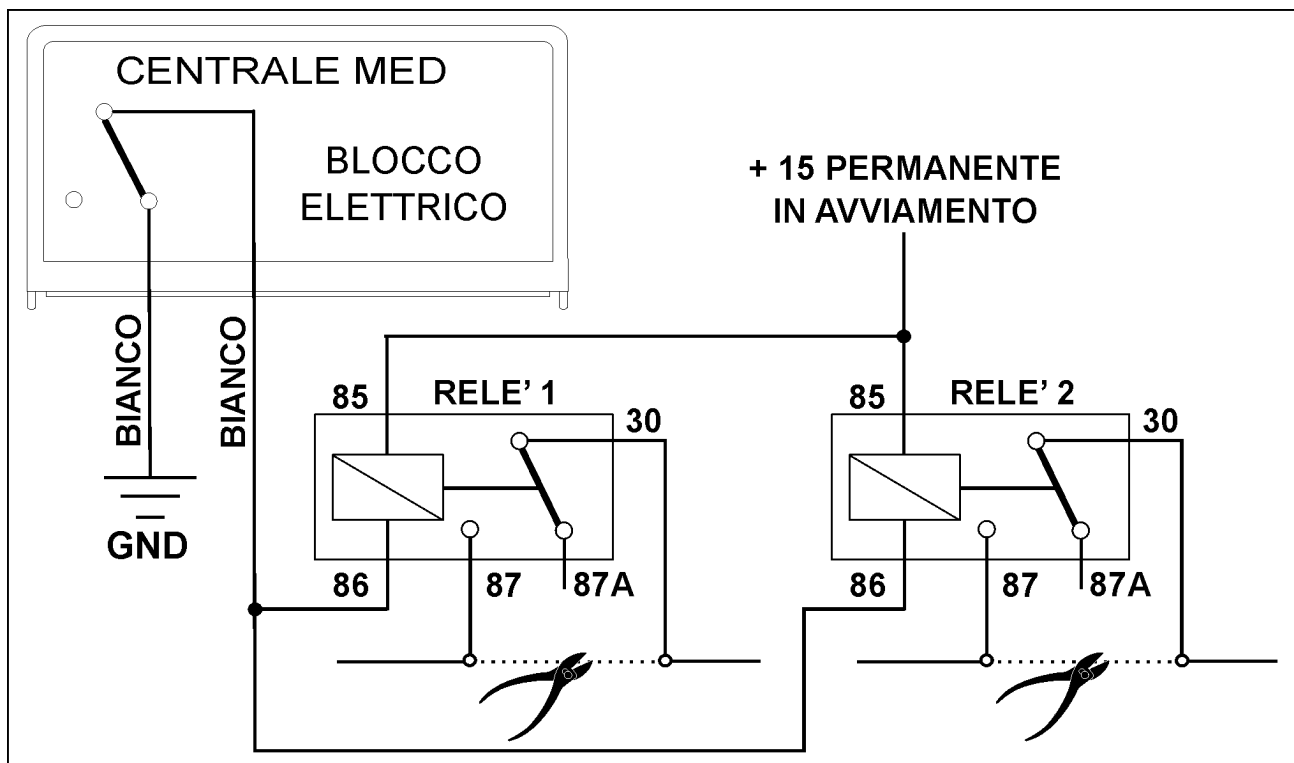 CENTRALE MED
BLOCCO
ELETTRICO
+ 15 PERMANENTE
IN AVVIAMENTO
BIANCO
BIANCO
GND
85
RELE' 1
30
86
87
87A
85
RELE' 2
30
86
87
87A